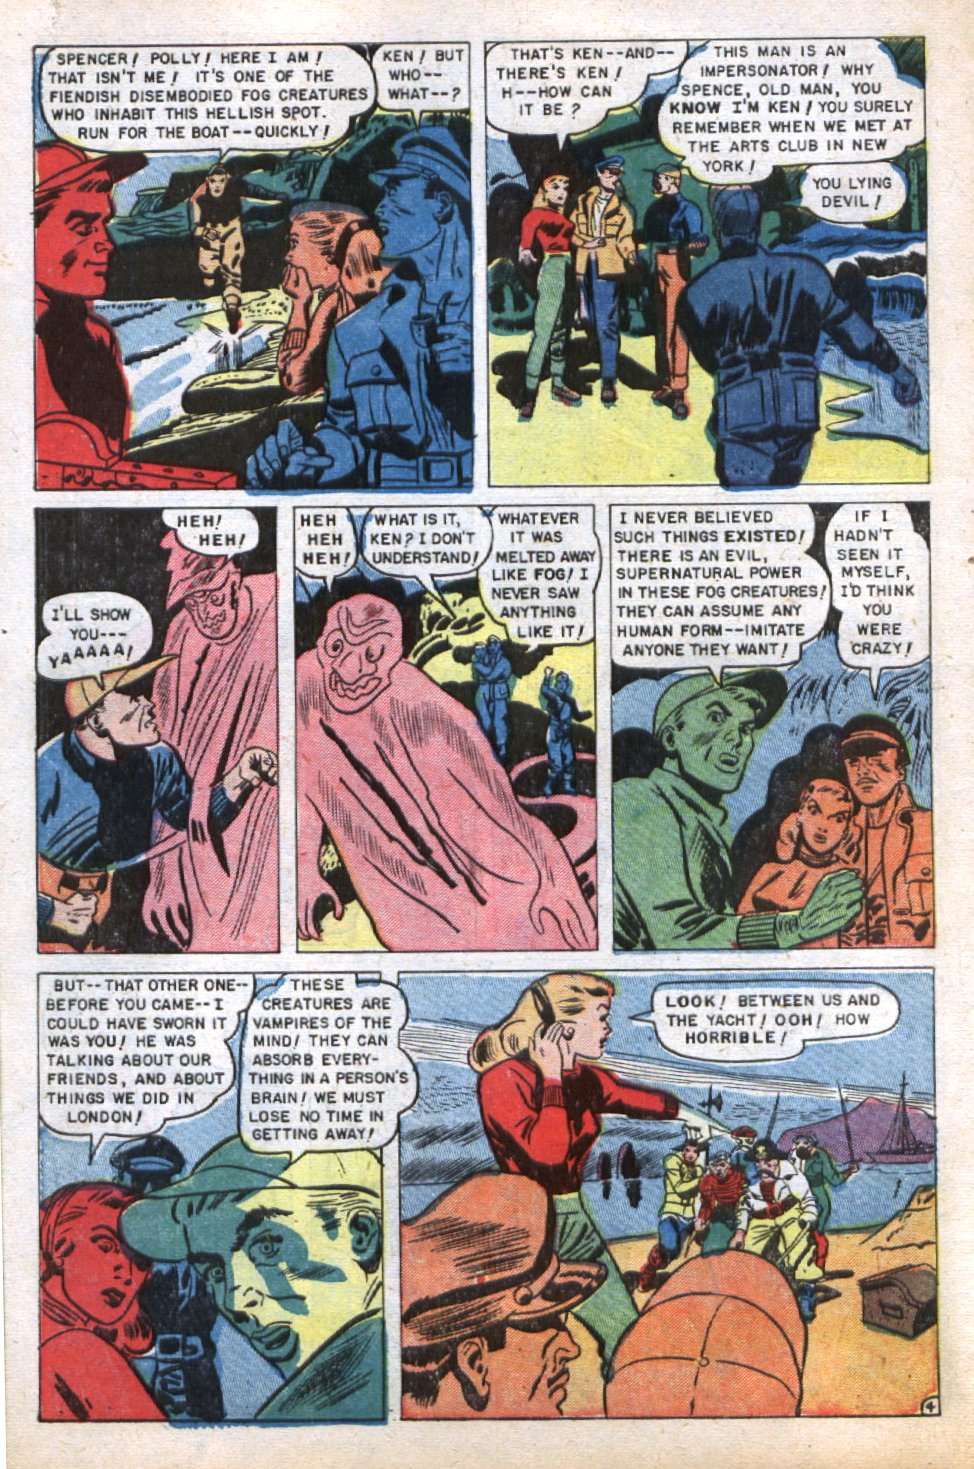 SPENCER! POLLY! HERE I AM!
THAT ISN'T ME! IT'S ONE OF THE
FIENDISH DISEMBODIED FOG CREATURES
WHO INHABIT THIS HELLISH SPOT.
RUN FOR THE BOAT--QUICKLY!
KEN! BUT
WHO--
WHAT--?
THAT'S KEN--AND--
THERE'S KEN!
H--HOW CAN
IT BE?
THIS MAN IS AN
IMPERSONATOR! WHY
SPENCE, OLD MAN, YOU
KNOW I'M KEN! YOU SURELY
REMEMBER WHEN WE MET AT
THE ARTS CLUB IN NEW
YORK!
YOU LYING
DEVIL!
HEH!
HEH!
I'LL SHOW
YOU---
YAAAAA!
HEH
HEH
HEH!
WHAT IS IT,
KEN? I DON'T
UNDERSTAND!
WHATEVER
IT WAS
MELTED AWAY
LIKE FOG! I
NEVER SAW
ANYTHING
LIKE IT!
I NEVER BELIEVED
SUCH THINGS EXISTED!
THERE IS AN EVIL,
SUPERNATURAL POWER
IN THESE FOG CREATURES!
THEY CAN ASSUME ANY
HUMAN FORM--IMITATE
ANYONE THEY WANT!
IF I
HADN'T
SEEN IT
MYSELF,
I'D THINK
YOU
WERE
CRAZY!
BUT--THAT OTHER ONE--
BEFORE YOU CAME--I
COULD HAVE SWORN IT
WAS YOU! HE WAS
TALKING ABOUT OUR
FRIENDS, AND ABOUT
THINGS WE DID IN
LONDON!
THESE
CREATURES ARE
VAMPIRES OF THE
MIND! THEY CAN
ABSORB EVERY-
THING IN A PERSON'S
BRAIN! WE MUST
LOSE NO TIME IN
GETTING AWAY!
LOOK! BETWEEN US AND
THE YACHT! OOH! HOW
HORRIBLE!
4